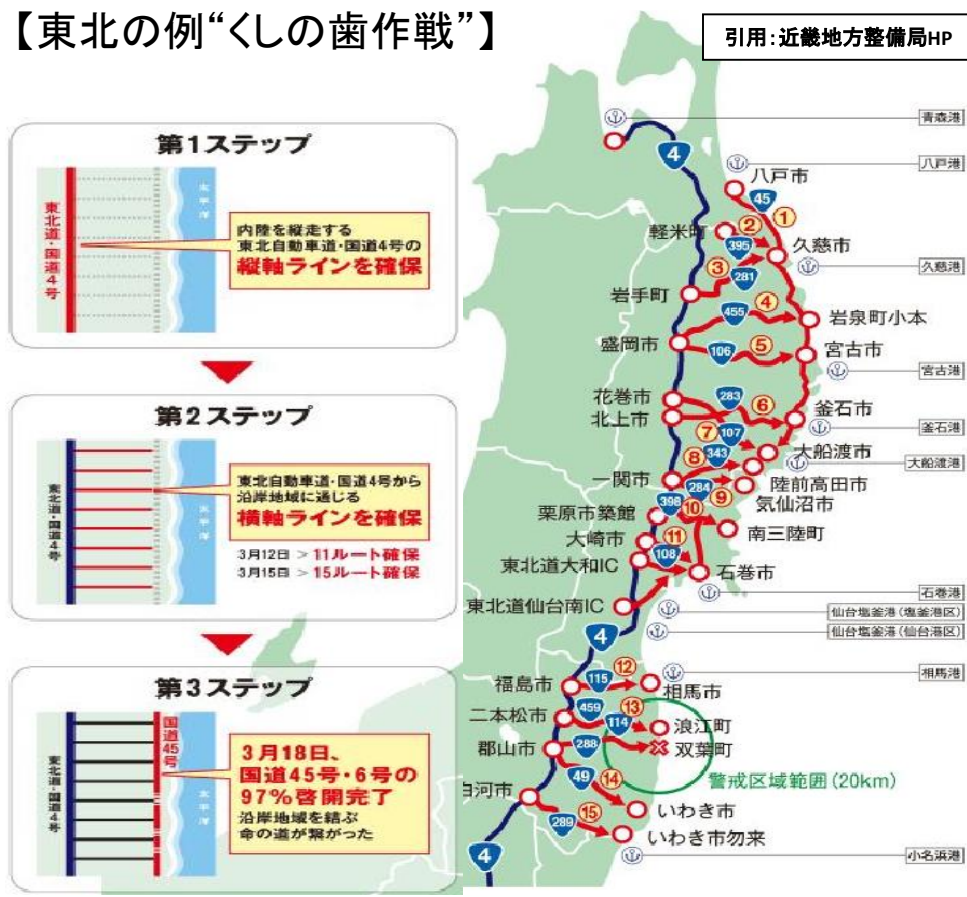 【東北の例“くしの歯作戦”】
引用：近畿地方整備局HP
第1ステップ
東北道・国道4号
太平洋
内陸を縦走する
東北自動車道・国道4号の
縦軸ラインを確保
第2ステップ
東北道・国道4号
太平洋
東北自動車道・国道4号から
沿岸地域に通じる
横軸ラインを確保
3月12日 > 11ルート確保
3月15日 > 15ルート確保
第3ステップ
東北道・国道4号
国道45号
太平洋
3月18日、
国道45号・6号の
97%啓開完了
沿岸地域を結ぶ
命の道が繋がった
青森港
4
八戸港
八戸市
45
①
軽米町
②
395
久慈市
久慈港
③
281
岩手町
455
④
岩泉町小本
盛岡市
106
⑤
宮古市
宮古港
花巻市
283
⑥
北上市
釜石市
釜石港
⑦
107
大船渡市
大船渡港
343
⑧
一関市
284
⑨
陸前高田市
気仙沼市
398
⑩
栗原市築館
南三陸町
大崎市
⑪
108
東北道大和IC
石巻市
石巻港
東北道仙台南IC
仙台塩釜港(塩釜港区)
仙台塩釜港(仙台港区)
4
相馬港
⑫
115
福島市
相馬市
459
⑬
二本松市
114
浪江町
288
双葉町
郡山市
警戒区域範囲(20km)
49
⑭
白河市
いわき市
289
⑮
いわき市勿来
4
小名浜港